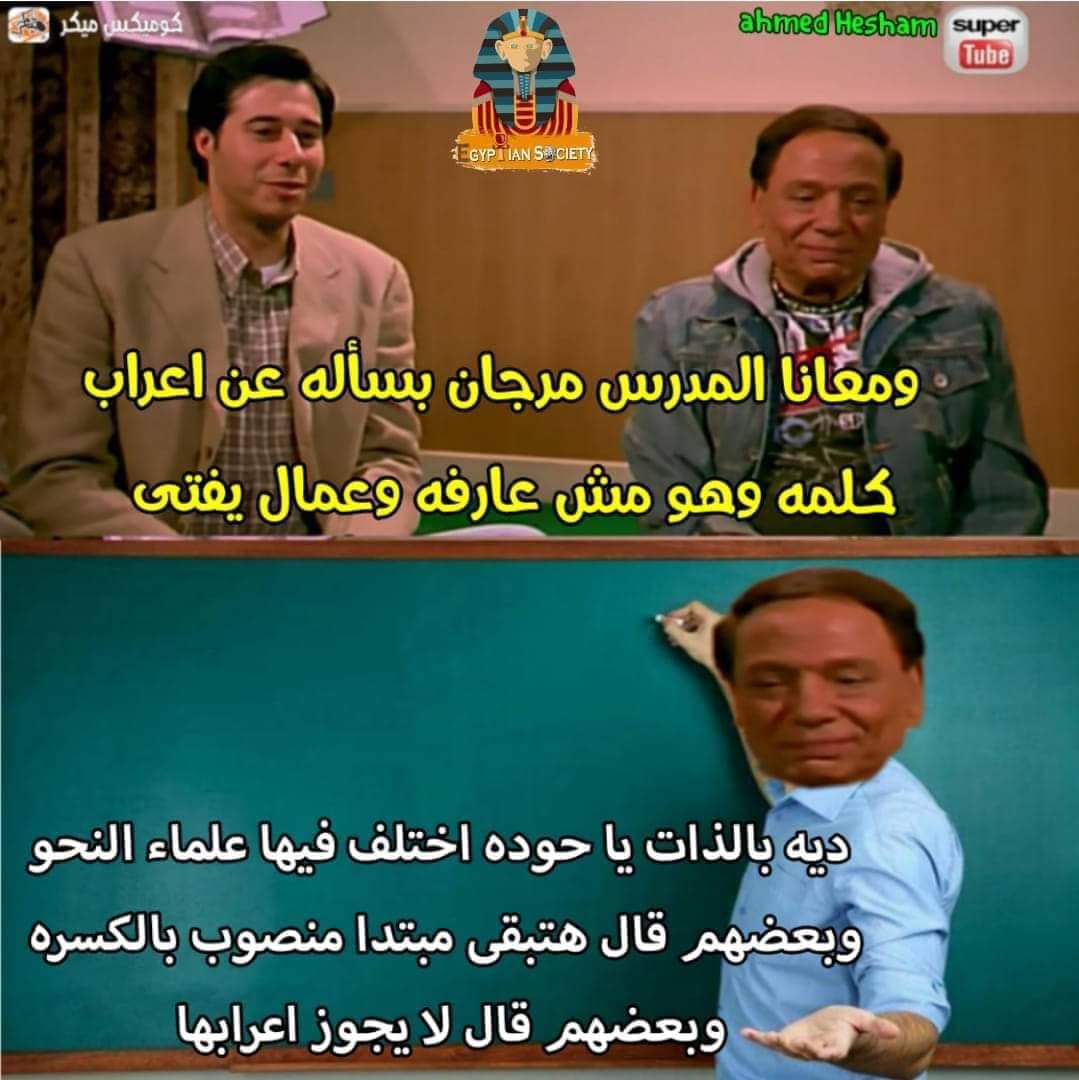 كوميكس ميكر
ahmed Hesham
super
Tube
EGYPTIAN SOCIETY
ومعانا المدرس مرجان بسأله عن اعراب
كلمه وهو مش عارفه وعمال يفتى
ديه بالذات يا حوده اختلف فيها علماء النحو
وبعضهم قال هتبقى مبتدا منصوب بالكسره
وبعضهم قال لا يجوز اعرابها